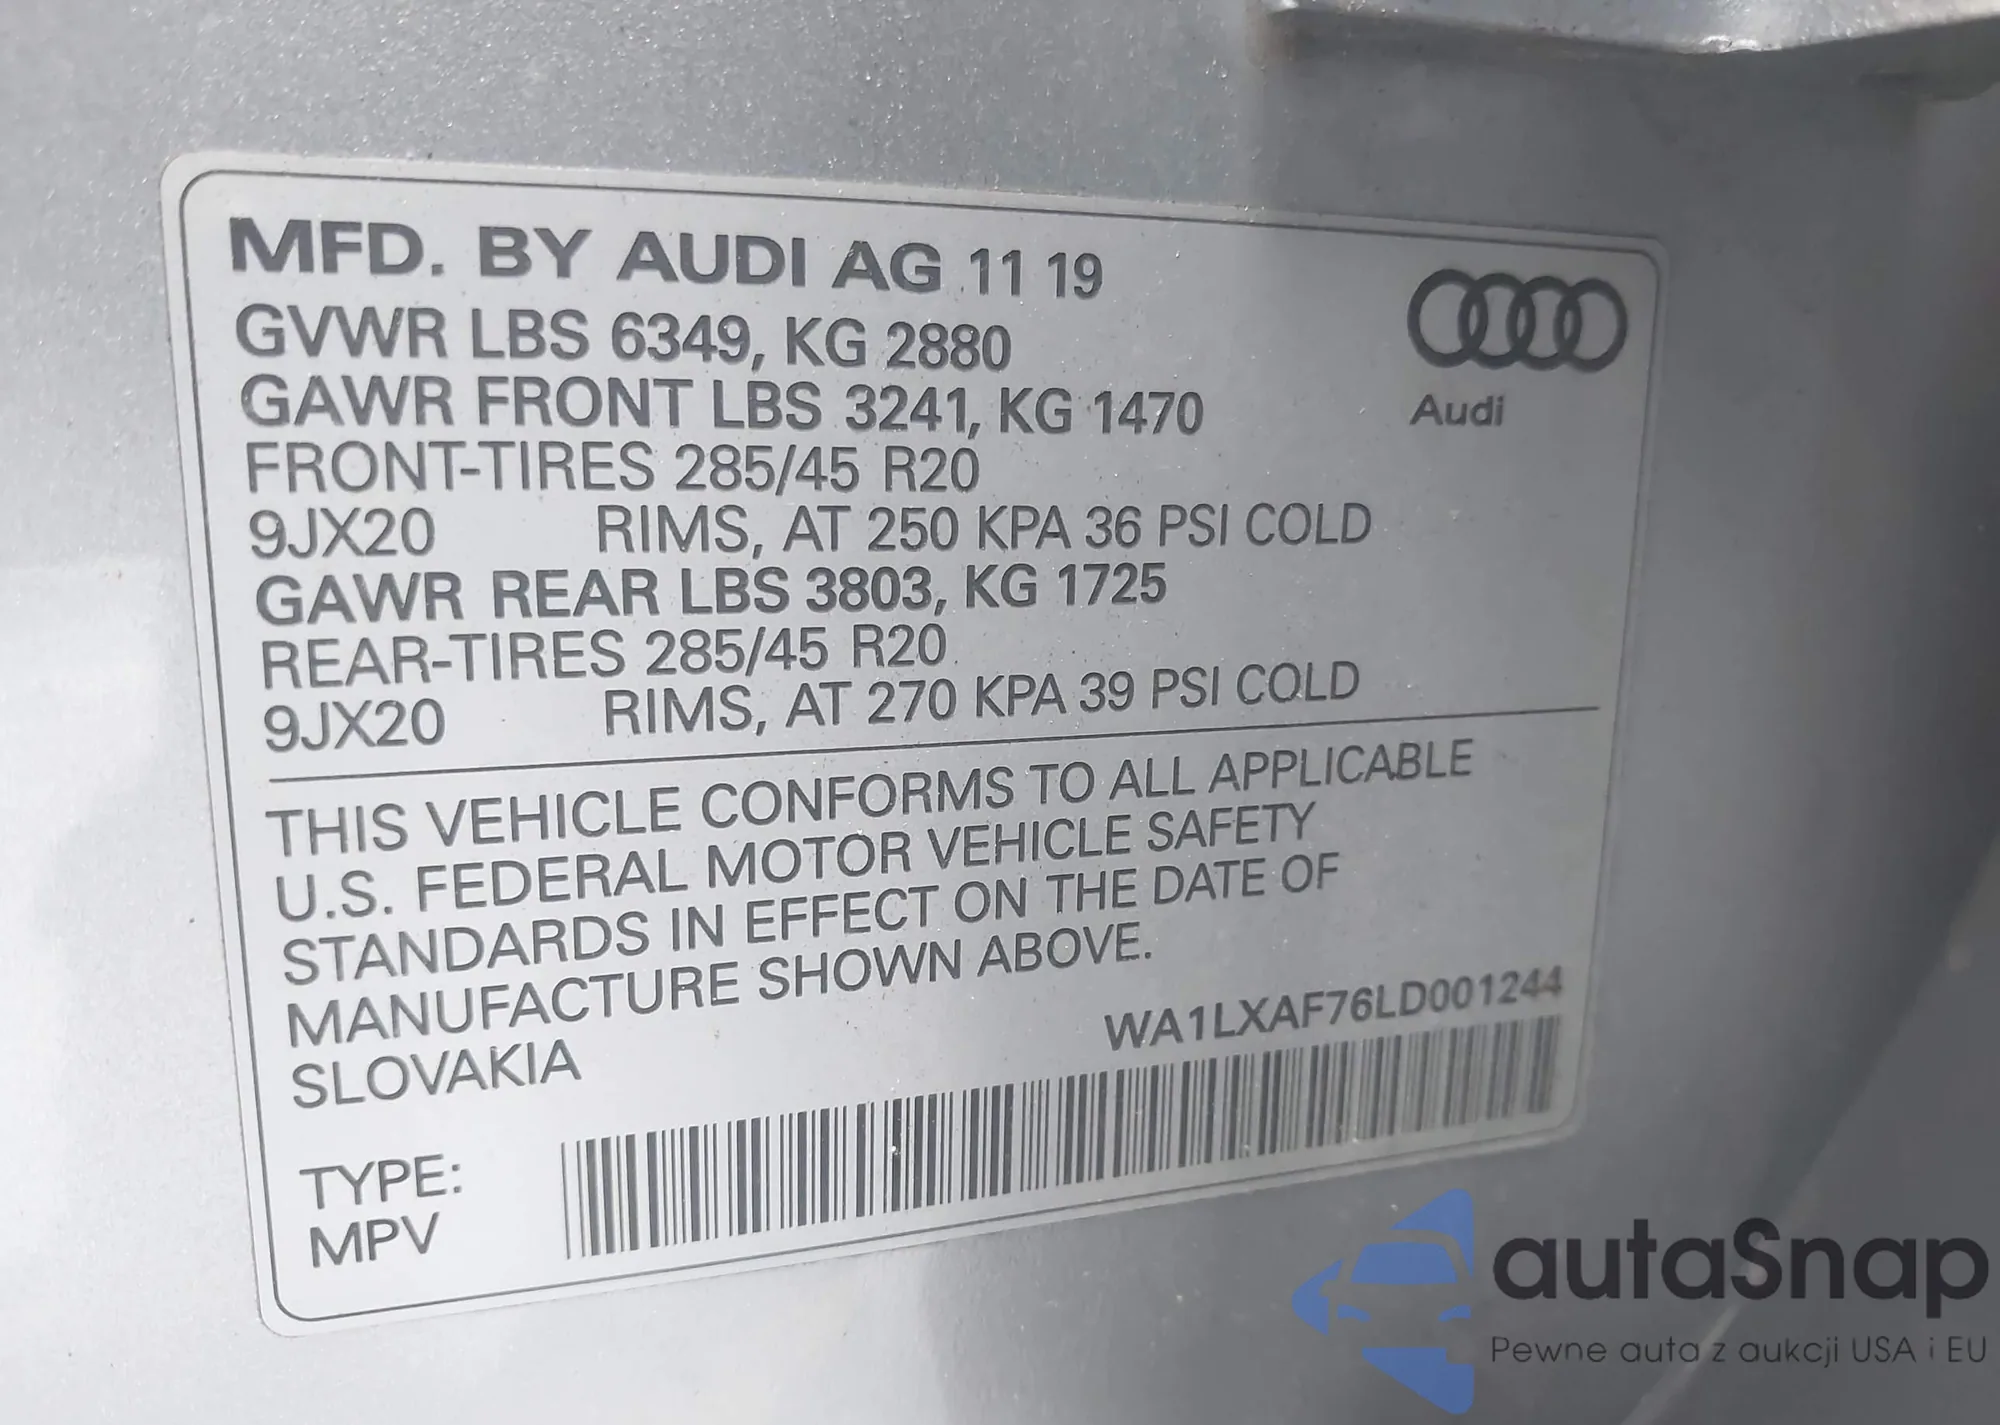 MFD. BY AUDI AG 11 19
GVWR LBS 6349, KG 2880
GAWR FRONT LBS 3241, KG 1470
FRONT-TIRES 285/45 R20
9JX20 RIMS, AT 250 KPA 36 PSI COLD
GAWR REAR LBS 3803, KG 1725
REAR-TIRES 285/45 R20
9JX20 RIMS, AT 270 KPA 39 PSI COLD
Audi
THIS VEHICLE CONFORMS TO ALL APPLICABLE
U.S. FEDERAL MOTOR VEHICLE SAFETY
STANDARDS IN EFFECT ON THE DATE OF
MANUFACTURE SHOWN ABOVE.
SLOVAKIA
WA1LXAF76LD001244
TYPE:
MPV
autaSnap
Pewne auta z aukcji USA i EU